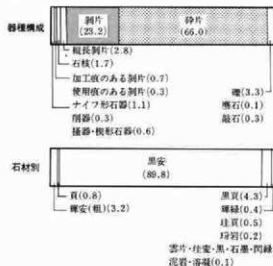 器種構成
剥片
(23.2)
砕片
(66.0)
縦長剥片(2.8)
石核(1.7)
加工痕のある剥片(0.7)
使用痕のある剥片(0.3)
ナイフ形石器(1.1)
削器(0.3)
掻器・楔形石器(0.6)
礫(3.3)
磨石(0.1)
敲石(0.3)
石材別
黒安
(89.8)
頁(0.8)
輝安(粗)(3.2)
黒頁(4.3)
輝緑(0.4)
珪頁(0.5)
玢岩(0.2)
雲片・珪変・黒・石墨・閃緑
泥岩・溶凝(0.1)